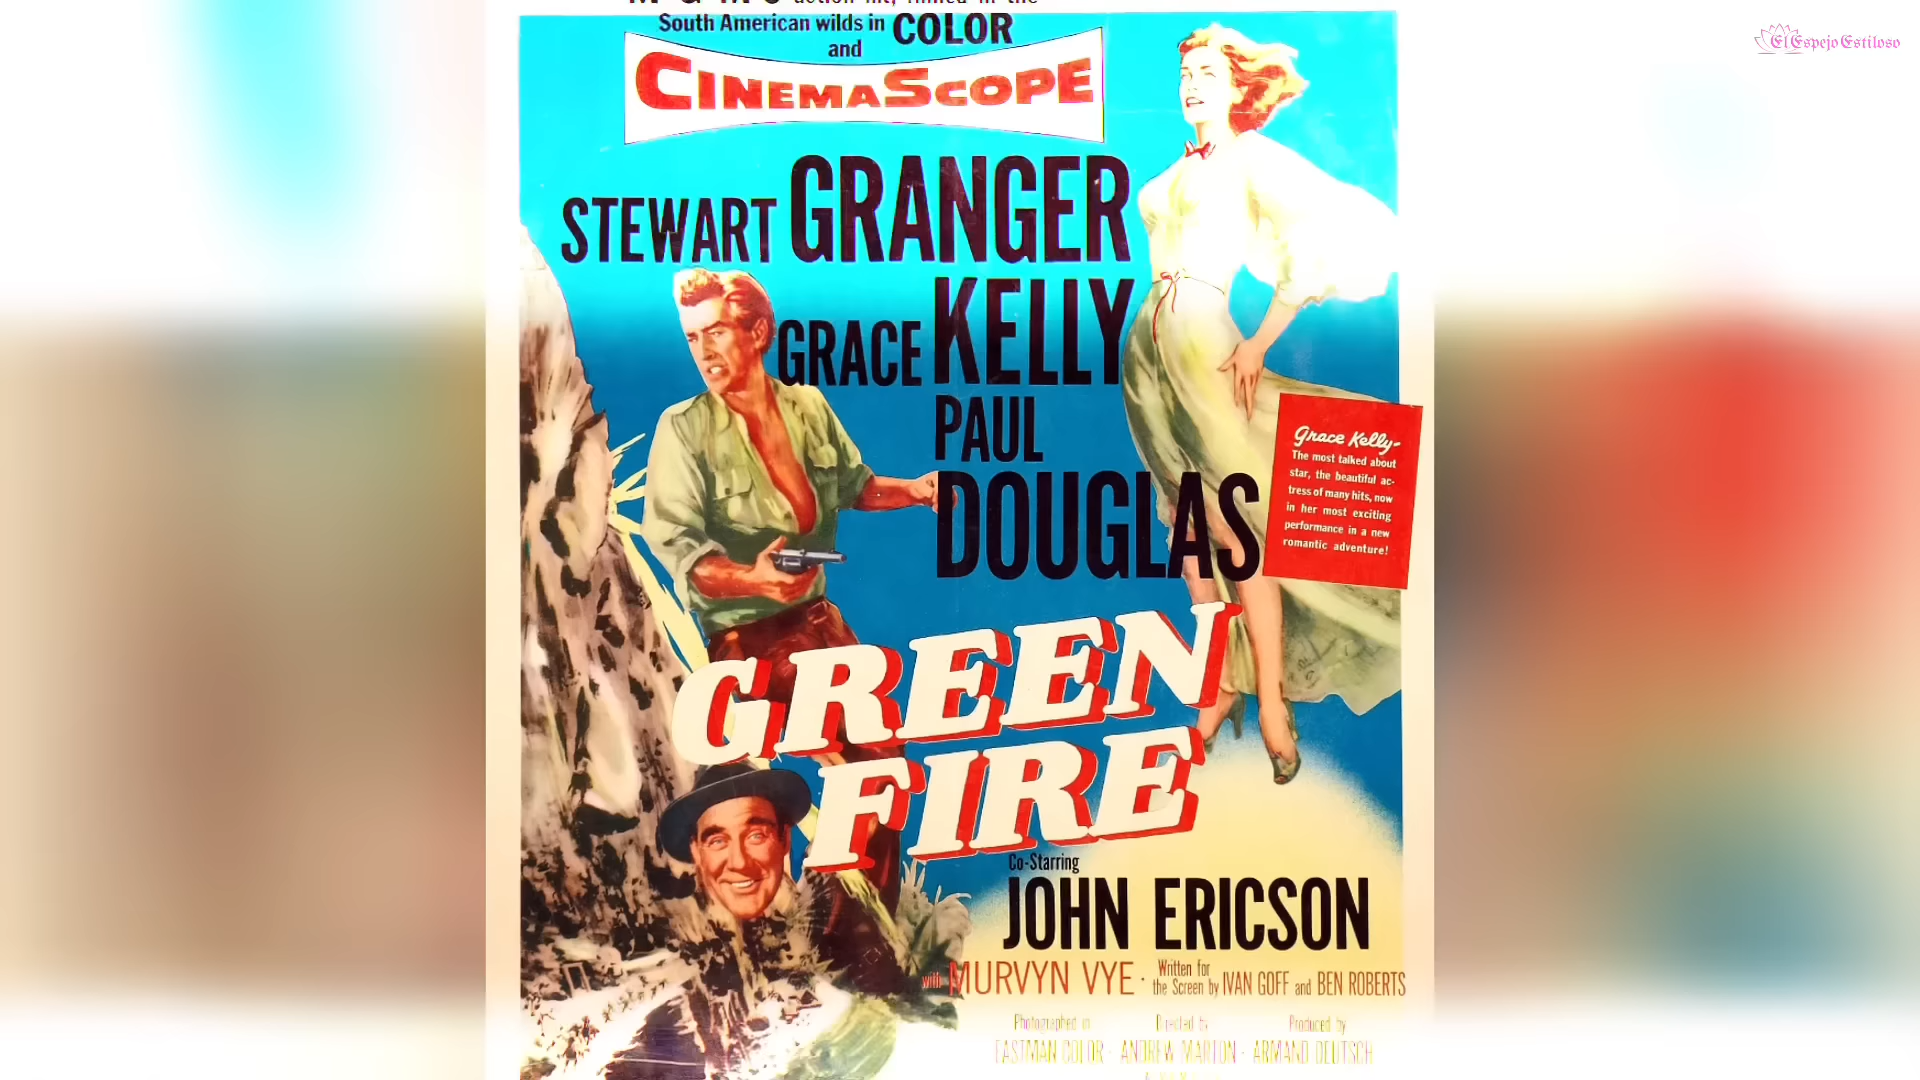 South American wilds in COLOR
and
CINEMASCOPE
El Espejo Estiloso
STEWART GRANGER
GRACE KELLY
PAUL
DOUGLAS
Grace Kelly-
The most talked about
star, the beautiful ac-
tress of many hits, now
in her most exciting
performance in a new
romantic adventure!
GREEN
FIRE
Co-Starring
JOHN ERICSON
with MURVYN VYE · Written for
the Screen by IVAN GOFF and BEN ROBERTS
Photographed in Directed by Produced by
EASTMAN COLOR · ANDREW MARTON · ARMAND DEUTSCH